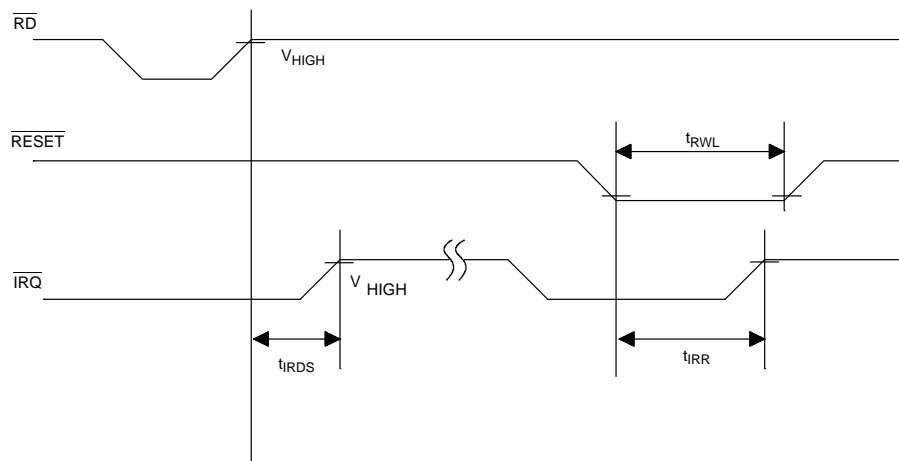 RD
VHIGH
RESET
tRWL
IRQ
V HIGH
tIRDS
tIRR